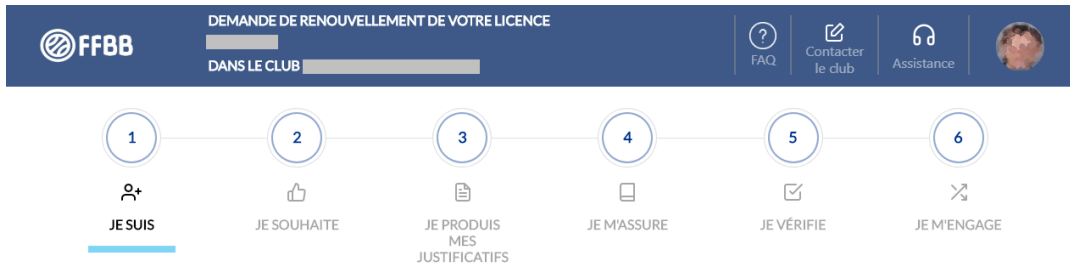 FFBB
DEMANDE DE RENOUVELLEMENT DE VOTRE LICENCE
DANS LE CLUB
?
FAQ
Contacter
le club
Assistance
1
2
3
4
5
6
JE SUIS
JE SOUHAITE
JE PRODUIS
MES
JUSTIFICATIFS
JE M'ASSURE
JE VÉRIFIE
JE M'ENGAGE